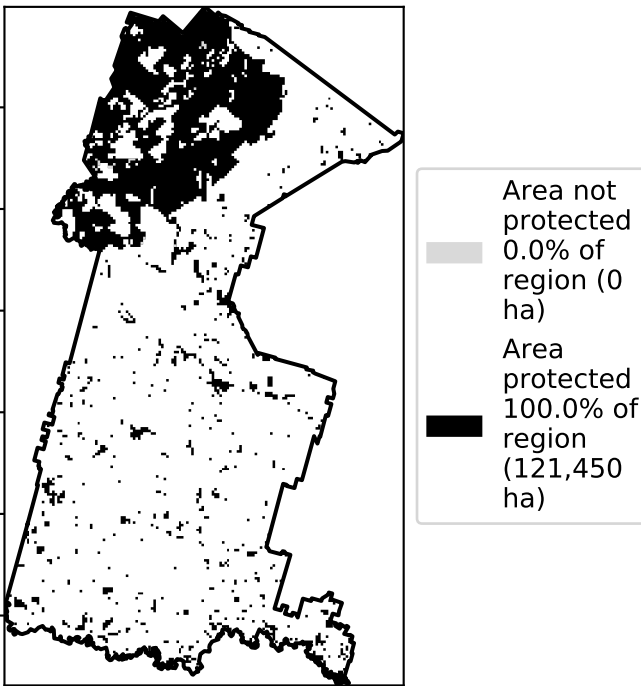 Area not
protected
0.0% of
region (0
ha)
Area
protected
100.0% of
region
(121,450
ha)